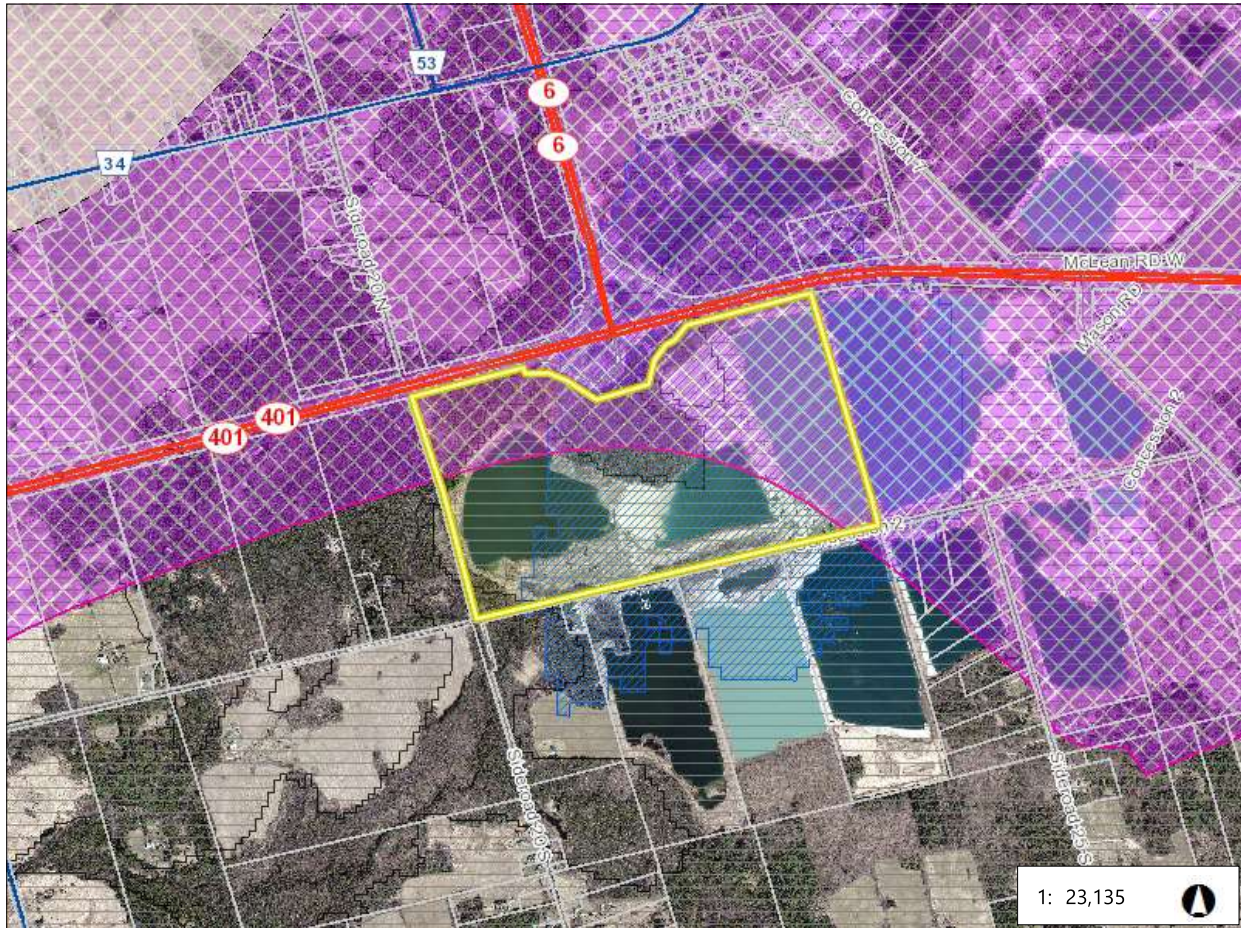 53
6
6
34
Concession 7
Sideroad 20 N
McLean RD W
Mason RD
401
401
Concession 2
2
Sideroad 20 S
Sideroad 25 S
1: 23,135